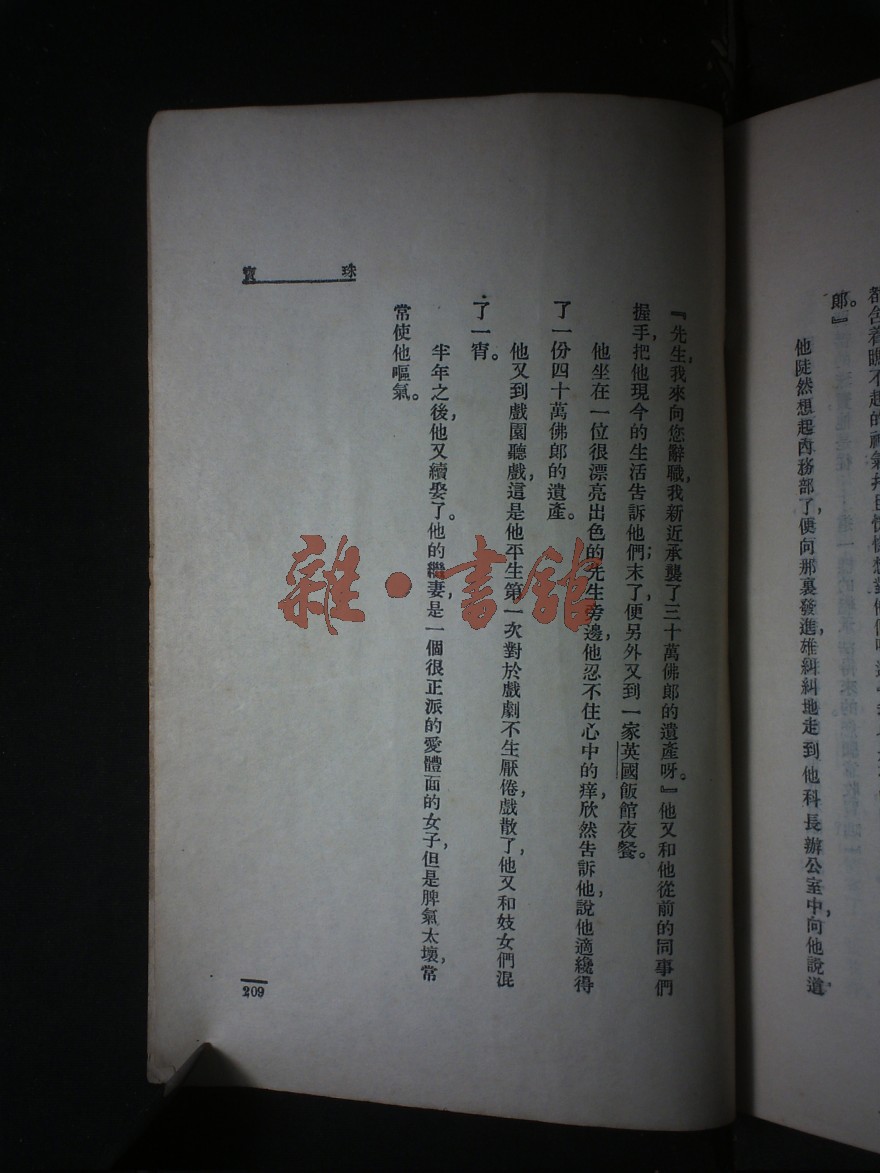 都含着瞧不起的神氣
郎。』
他陡然想起內務部了，便向那裏發進，雄糾糾地走到他科長辦公室中，向他說道：
『先生，我來向您辭職，我新近承襲了三十萬佛郎的遺產呀。』他又和他從前的同事們
握手，把他現今的生活告訴他們；末了，便另外又到一家英國飯館夜餐。
他坐在一位很漂亮出色的先生旁邊，他忍不住心中的痒，欣然告訴他，說他適纔得
了一份四十萬佛郎的遺產。
他又到戲園聽戲，這是他平生第一次對於戲劇不生厭倦，戲散了，他又和妓女們混
了一宵。
半年之後，他又續娶了。他的繼妻，是一個很正派的愛體面的女子，但是脾氣太壞，常
常使他嘔氣。
珠寶
209
雜·書館